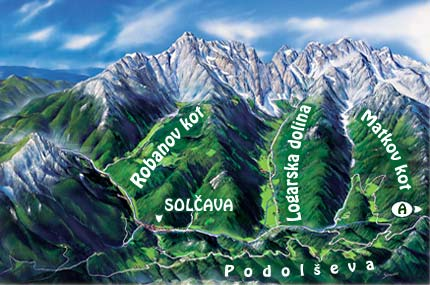 Robanov kot
Logarska dolina
Matkov kot
SOLČAVA
A
Podolševa